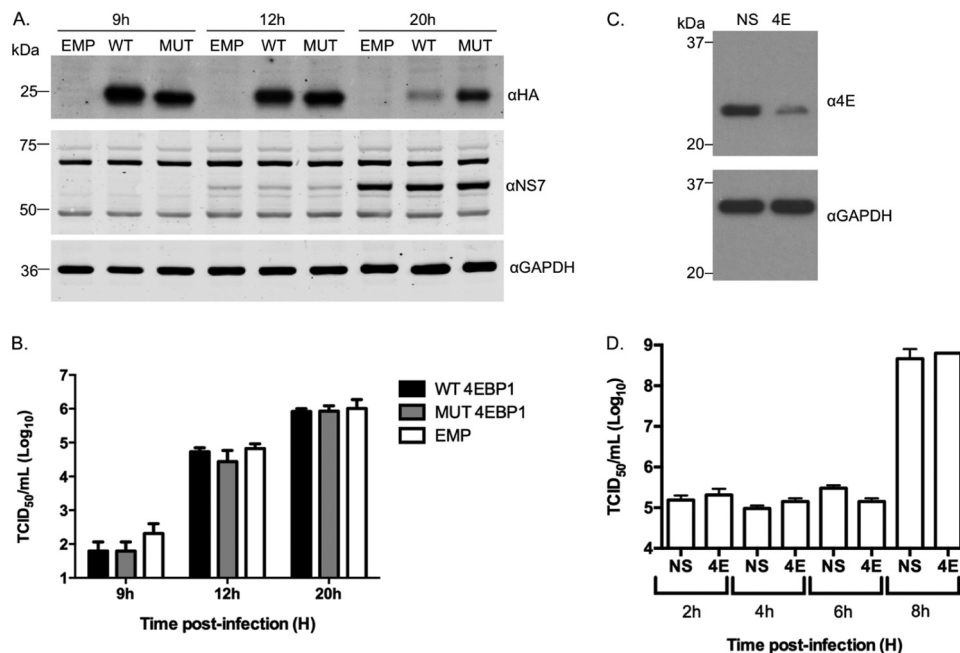 A.
9h 12h 20h
kDa EMP WT MUT EMP WT MUT EMP WT MUT
25 αHA
75
αNS7
50
36 αGAPDH
B.
TCID50/mL (Log10)
7
6
5
4
3
2
1
WT 4EBP1
MUT 4EBP1
EMP
9h 12h 20h
Time post-infection (H)
C.
kDa NS 4E
37
α4E
20
37
αGAPDH
20
D.
TCID50/mL (Log10)
9
8
7
6
5
4
NS 4E NS 4E NS 4E NS 4E
2h 4h 6h 8h
Time post-infection (H)